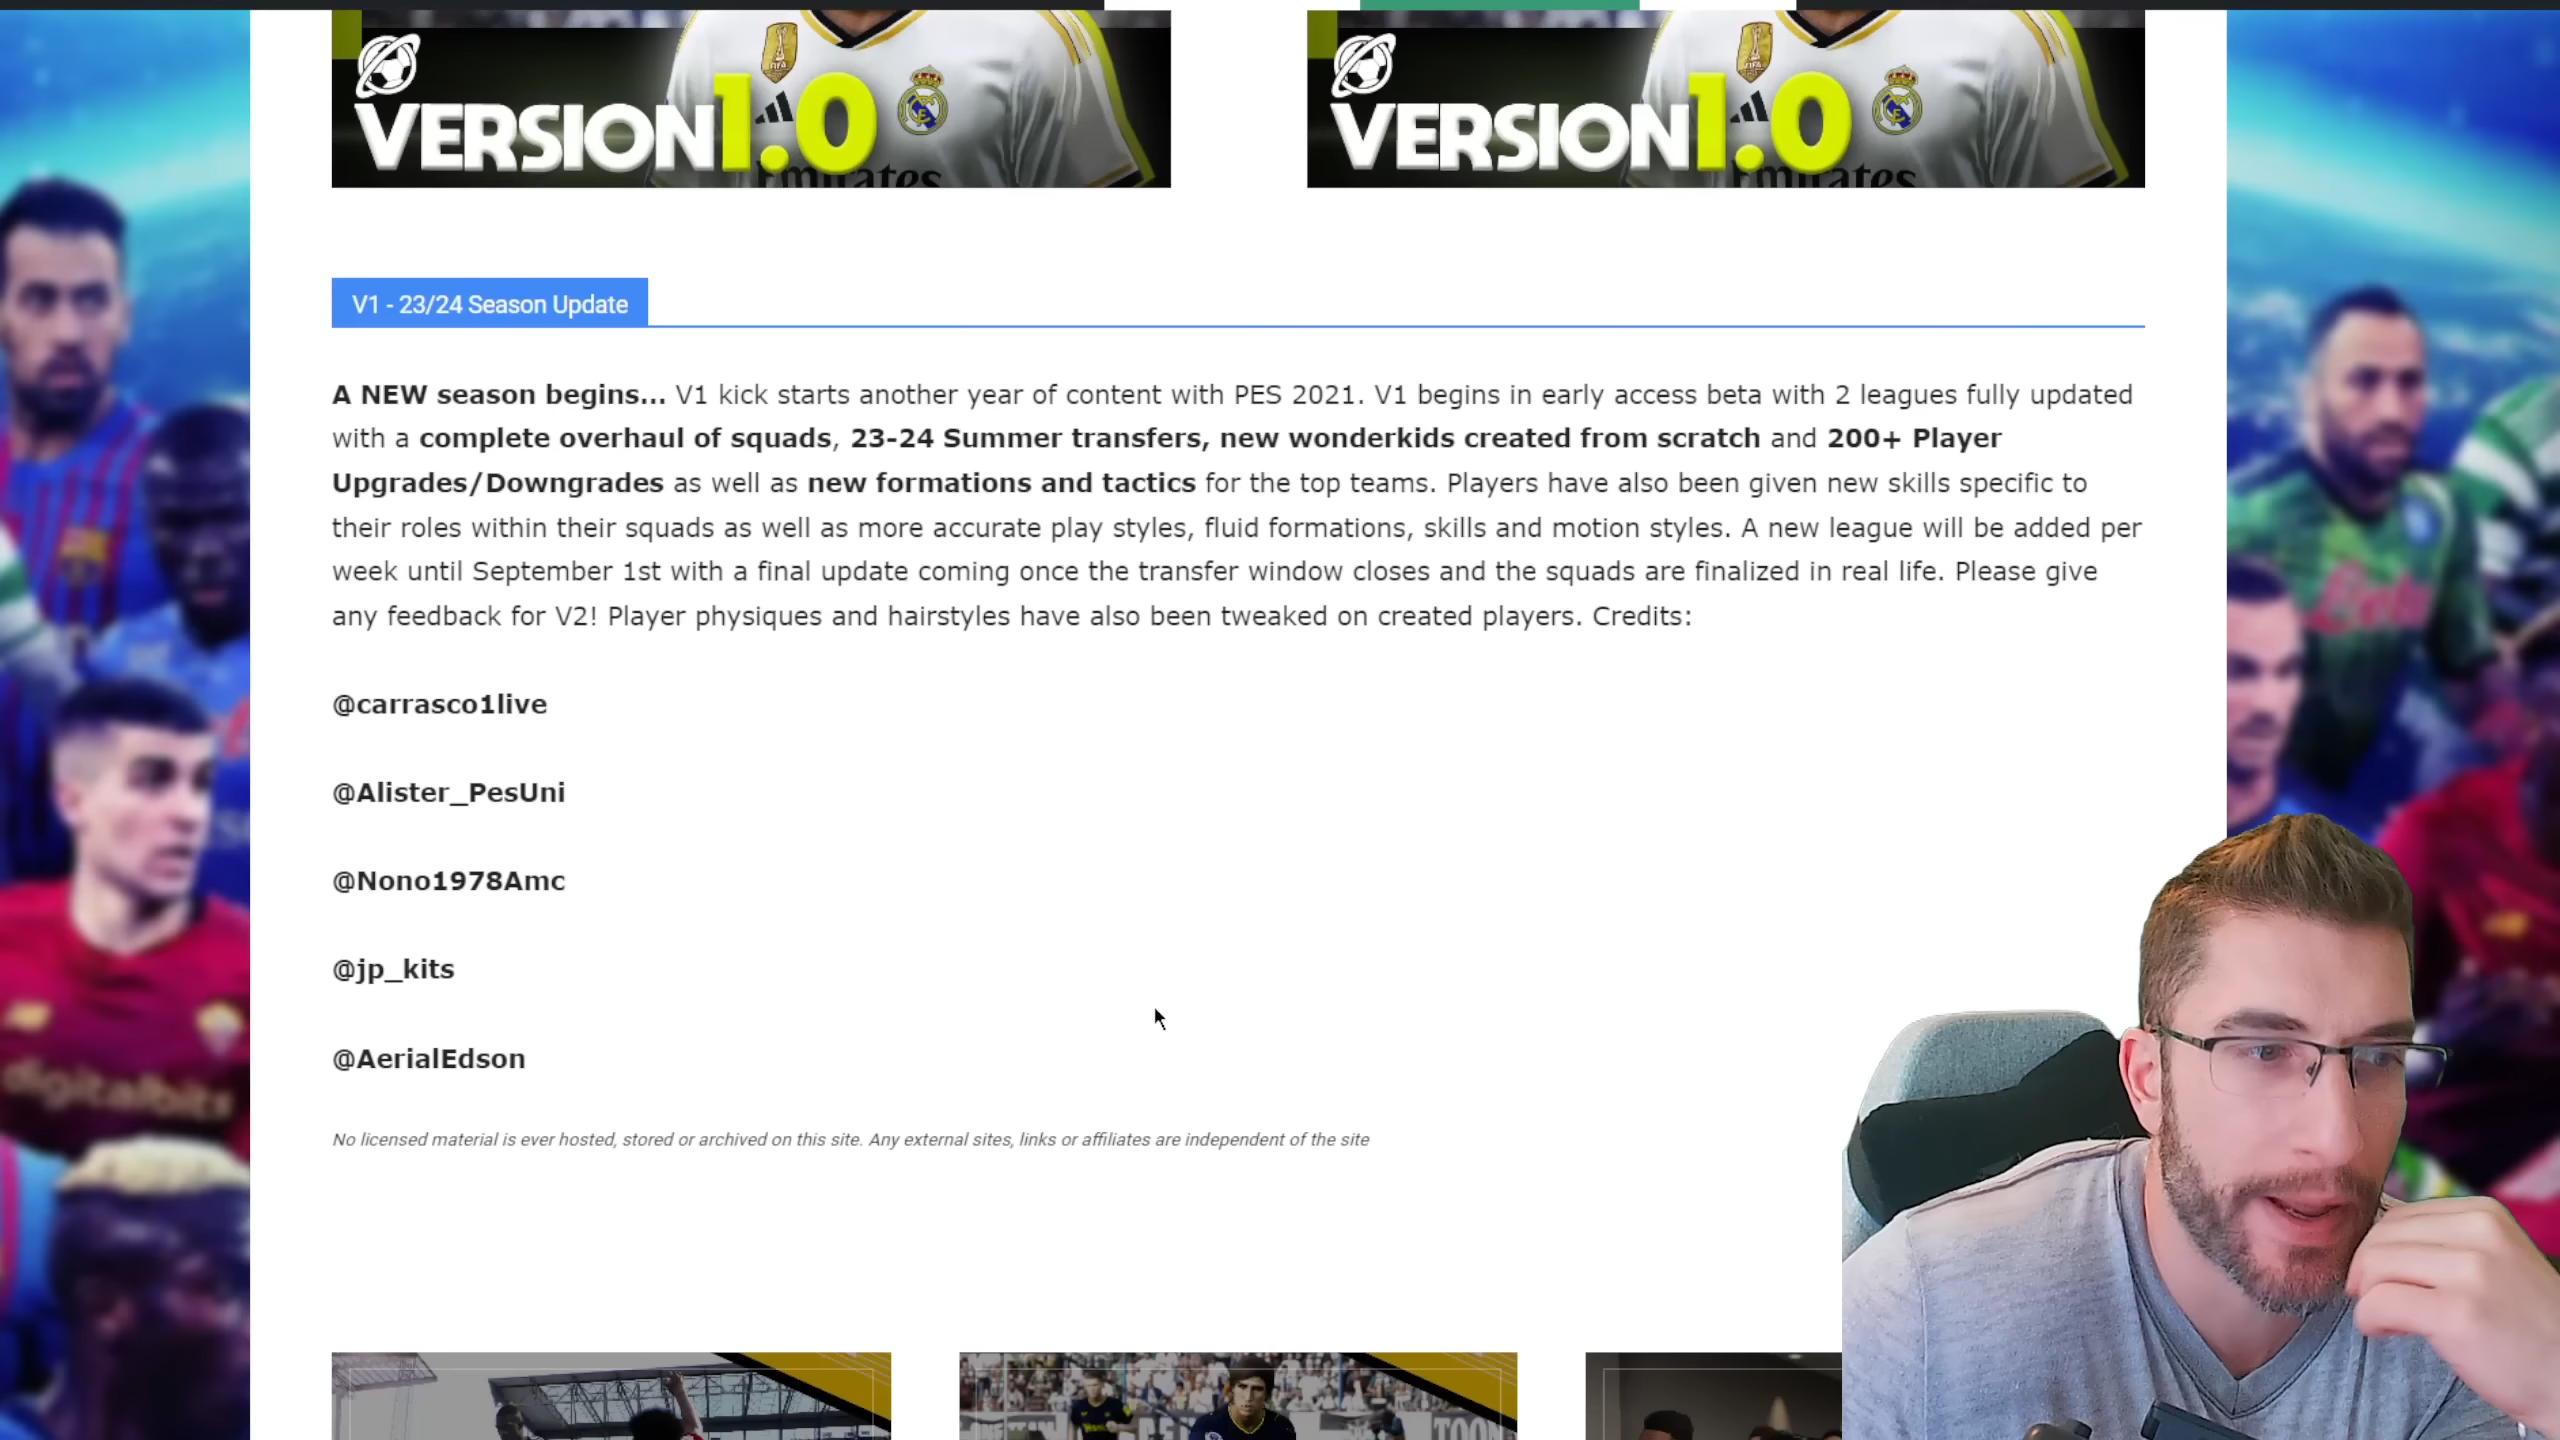 VERSION 1.0
Emirates
VERSION 1.0
Emirates
V1 - 23/24 Season Update
A NEW season begins... V1 kick starts another year of content with PES 2021. V1 begins in early access beta with 2 leagues fully updated
with a complete overhaul of squads, 23-24 Summer transfers, new wonderkids created from scratch and 200+ Player
Upgrades/Downgrades as well as new formations and tactics for the top teams. Players have also been given new skills specific to
their roles within their squads as well as more accurate play styles, fluid formations, skills and motion styles. A new league will be added per
week until September 1st with a final update coming once the transfer window closes and the squads are finalized in real life. Please give
any feedback for V2! Player physiques and hairstyles have also been tweaked on created players. Credits:
@carrasco1live
@Alister_PesUni
@Nono1978Amc
@jp_kits
@AerialEdson
digitalbits
No licensed material is ever hosted, stored or archived on this site. Any external sites, links or affiliates are independent of the site